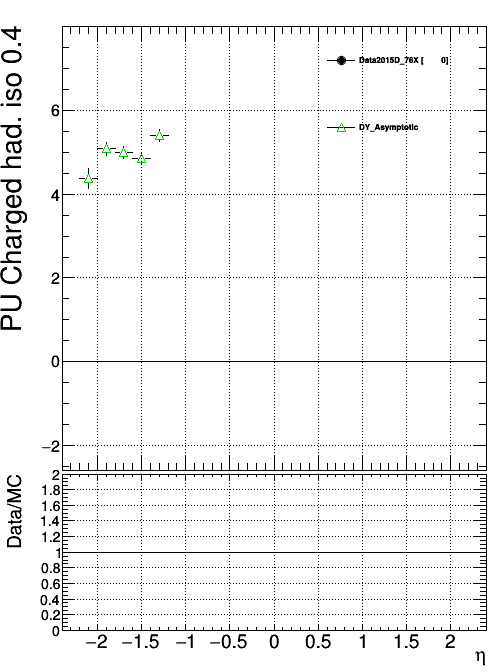 PU Charged had. iso 0.4
Data2015D_76X [ 0]
DY_Asymptotic
6
4
2
0
−2
Data/MC
2
1.8
1.6
1.4
1.2
1
0.8
0.6
0.4
0.2
0
−2 −1.5 −1 −0.5 0 0.5 1 1.5 2
η